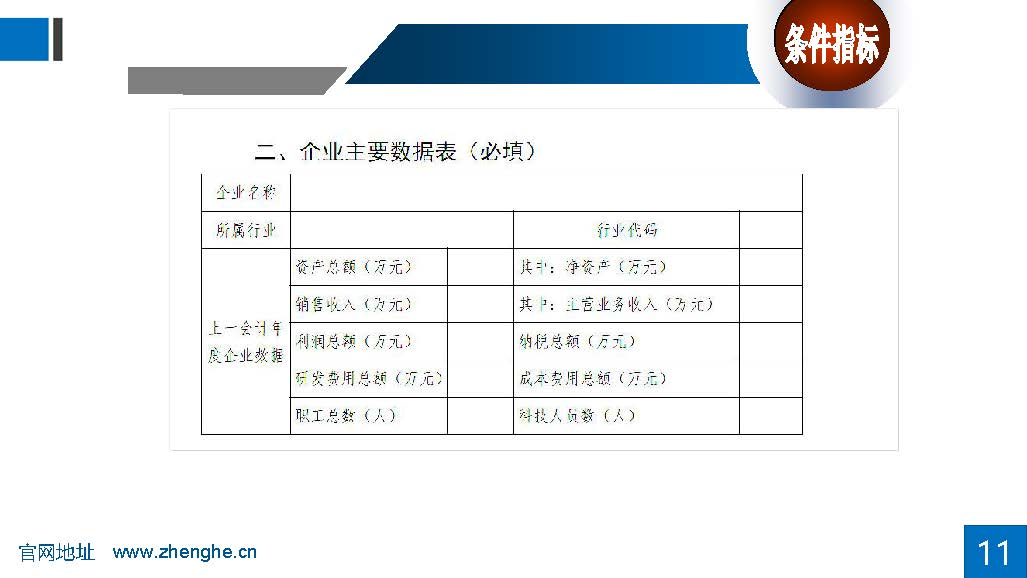 条件指标
二、企业主要数据表（必填）
企业名称
所属行业 行业代码
上一会计年度企业数据
资产总额（万元） 其中：净资产（万元）
销售收入（万元） 其中：主营业务收入（万元）
利润总额（万元） 纳税总额（万元）
研发费用总额（万元） 成本费用总额（万元）
职工总数（人） 科技人员数（人）
官网地址 www.zhenghe.cn
11